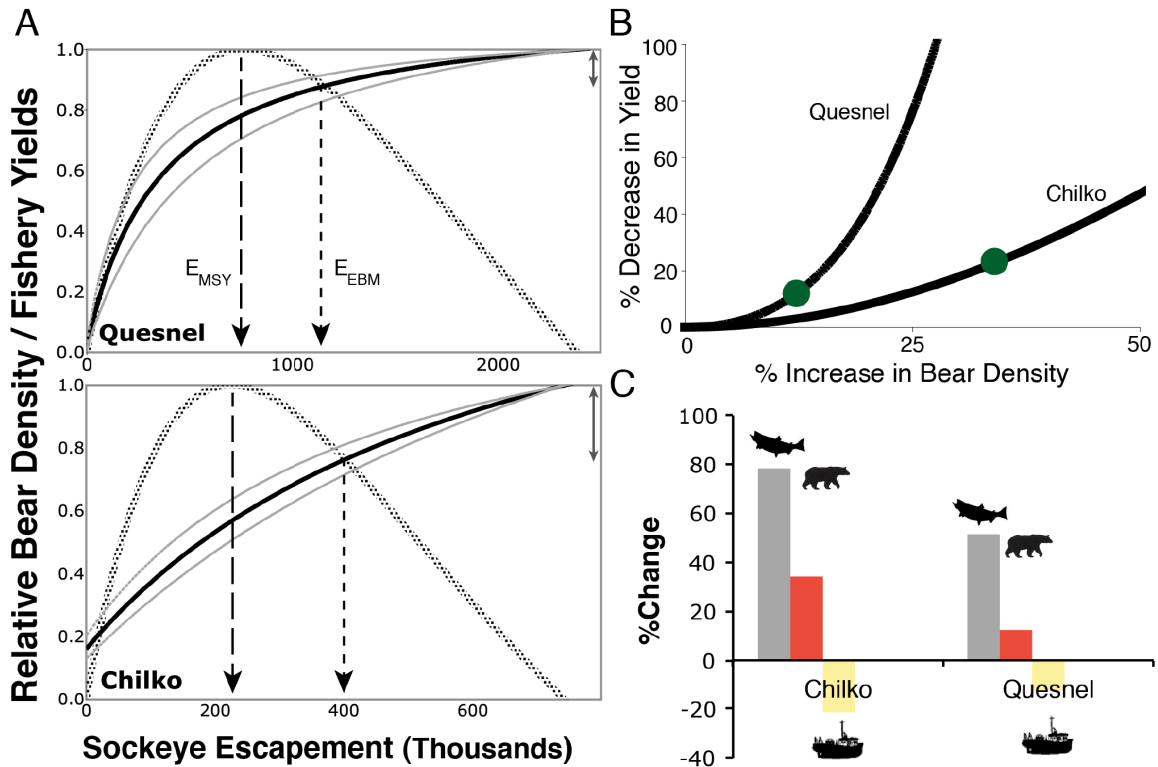 A
Relative Bear Density / Fishery Yields
1.0
0.8
0.6
0.4
0.2
0.0
E MSY
E EBM
Quesnel
0 1000 2000
1.0
0.8
0.6
0.4
0.2
0.0
Chilko
0 200 400 600
Sockeye Escapement (Thousands)
B
% Decrease in Yield
100
80
60
40
20
0
Quesnel
Chilko
0 25 50
% Increase in Bear Density
C
%Change
100
80
60
40
20
0
-20
-40
Chilko Quesnel